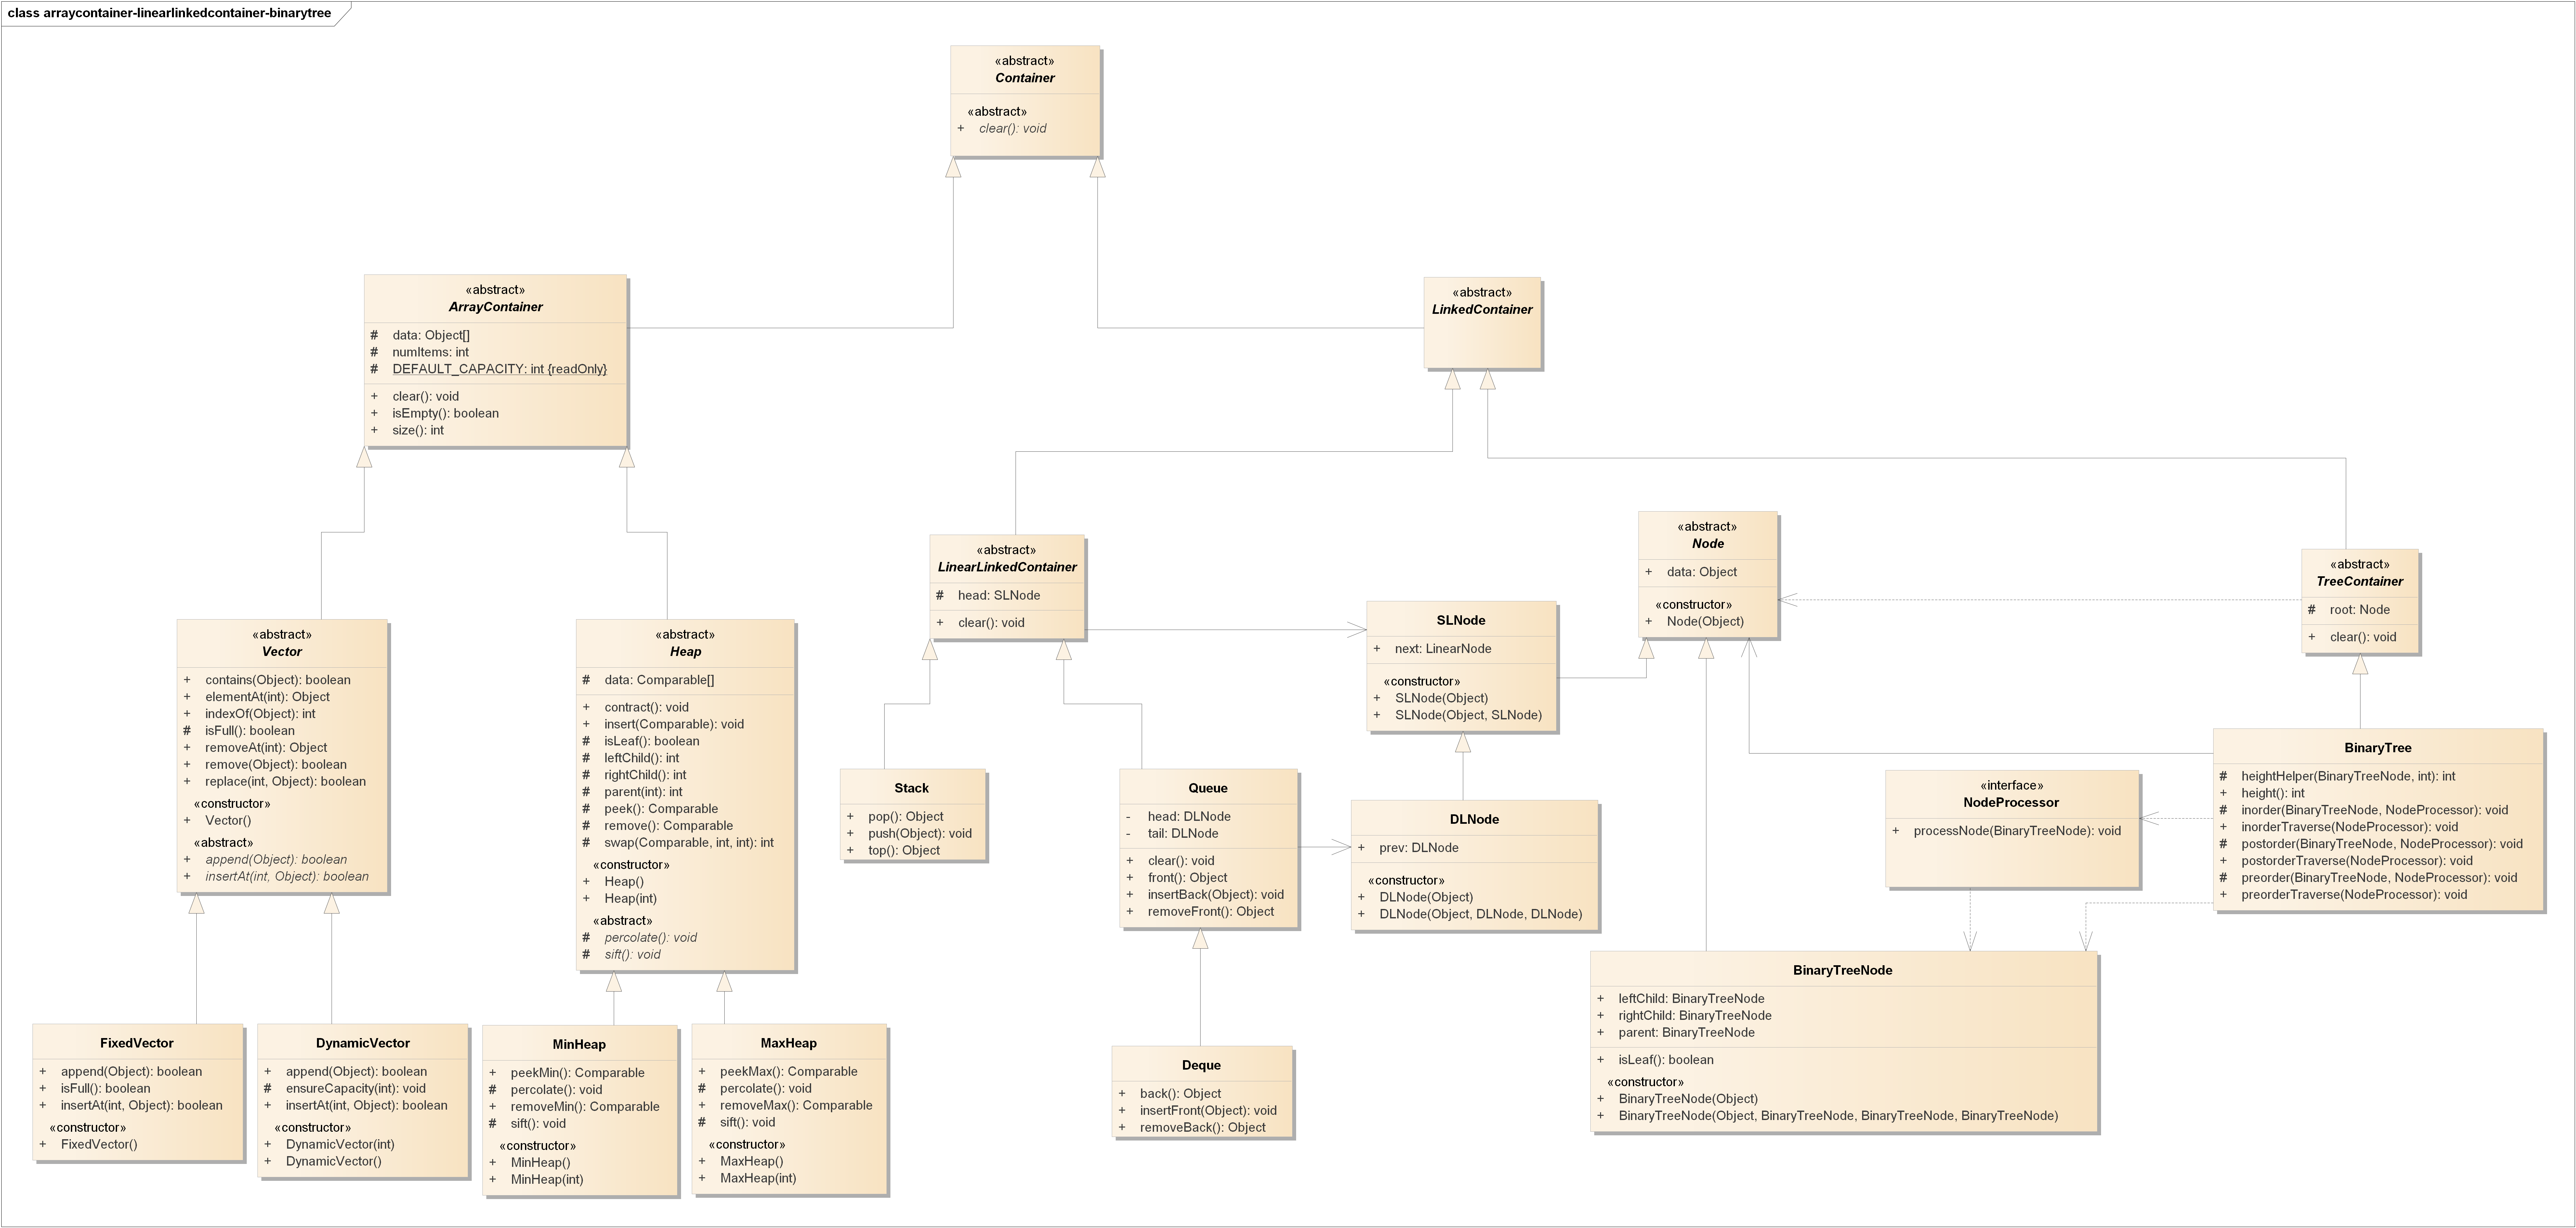 class arraycontainer-linearlinkedcontainer-binarytree
«abstract»
Container
«abstract»
+ clear(): void
«abstract»
ArrayContainer
# data: Object[]
# numItems: int
# DEFAULT_CAPACITY: int {readOnly}
+ clear(): void
+ isEmpty(): boolean
+ size(): int
«abstract»
LinkedContainer
«abstract»
LinearLinkedContainer
# head: SLNode
+ clear(): void
«abstract»
Node
+ data: Object
«constructor»
+ Node(Object)
«abstract»
TreeContainer
# root: Node
+ clear(): void
«abstract»
Vector
+ contains(Object): boolean
+ elementAt(int): Object
+ indexOf(Object): int
# isFull(): boolean
+ removeAt(int): Object
+ remove(Object): boolean
+ replace(int, Object): boolean
«constructor»
+ Vector()
«abstract»
+ append(Object): boolean
+ insertAt(int, Object): boolean
«abstract»
Heap
# data: Comparable[]
+ contract(): void
+ insert(Comparable): void
# isLeaf(): boolean
# leftChild(): int
# rightChild(): int
# parent(int): int
# peek(): Comparable
# remove(): Comparable
# swap(Comparable, int, int): int
«constructor»
+ Heap()
+ Heap(int)
«abstract»
# percolate(): void
# sift(): void
SLNode
+ next: LinearNode
«constructor»
+ SLNode(Object)
+ SLNode(Object, SLNode)
Stack
+ pop(): Object
+ push(Object): void
+ top(): Object
Queue
- head: DLNode
- tail: DLNode
+ clear(): void
+ front(): Object
+ insertBack(Object): void
+ removeFront(): Object
DLNode
+ prev: DLNode
«constructor»
+ DLNode(Object)
+ DLNode(Object, DLNode, DLNode)
«interface»
NodeProcessor
+ processNode(BinaryTreeNode): void
BinaryTree
# heightHelper(BinaryTreeNode, int): int
+ height(): int
# inorder(BinaryTreeNode, NodeProcessor): void
+ inorderTraverse(NodeProcessor): void
# postorder(BinaryTreeNode, NodeProcessor): void
+ postorderTraverse(NodeProcessor): void
# preorder(BinaryTreeNode, NodeProcessor): void
+ preorderTraverse(NodeProcessor): void
FixedVector
+ append(Object): boolean
+ isFull(): boolean
+ insertAt(int, Object): boolean
«constructor»
+ FixedVector()
DynamicVector
+ append(Object): boolean
# ensureCapacity(int): void
+ insertAt(int, Object): boolean
«constructor»
+ DynamicVector(int)
+ DynamicVector()
MinHeap
+ peekMin(): Comparable
# percolate(): void
+ removeMin(): Comparable
# sift(): void
«constructor»
+ MinHeap()
+ MinHeap(int)
MaxHeap
+ peekMax(): Comparable
# percolate(): void
+ removeMax(): Comparable
# sift(): void
«constructor»
+ MaxHeap()
+ MaxHeap(int)
Deque
+ back(): Object
+ insertFront(Object): void
+ removeBack(): Object
BinaryTreeNode
+ leftChild: BinaryTreeNode
+ rightChild: BinaryTreeNode
+ parent: BinaryTreeNode
+ isLeaf(): boolean
«constructor»
+ BinaryTreeNode(Object)
+ BinaryTreeNode(Object, BinaryTreeNode, BinaryTreeNode, BinaryTreeNode)